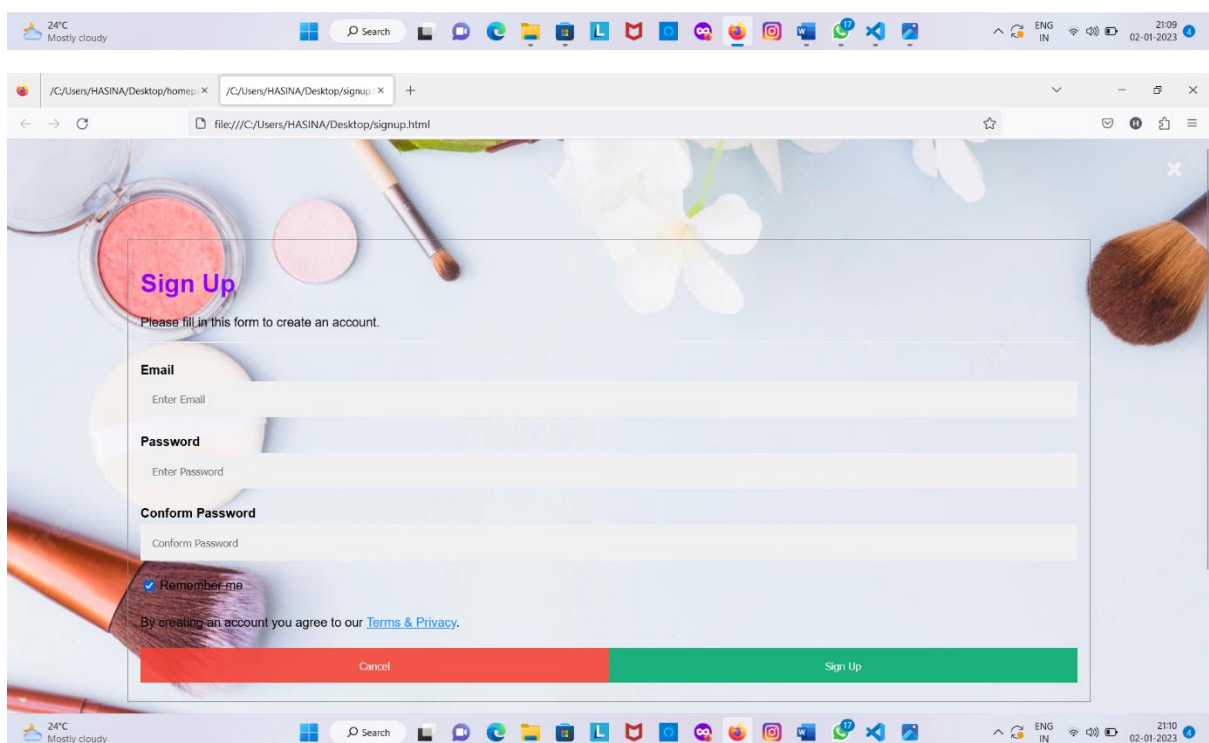 24°C
Mostly cloudy
Search
ENG
IN
21:09
02-01-2023
4
/C:/Users/HASINA/Desktop/homep
/C:/Users/HASINA/Desktop/signup
file:///C:/Users/HASINA/Desktop/signup.html
H
Sign Up
Please fill in this form to create an account.
Email
Enter Email
Password
Enter Password
Conform Password
Conform Password
Remember me
By creating an account you agree to our Terms & Privacy.
Cancel
Sign Up
24°C
Mostly cloudy
Search
ENG
IN
21:10
02-01-2023
4